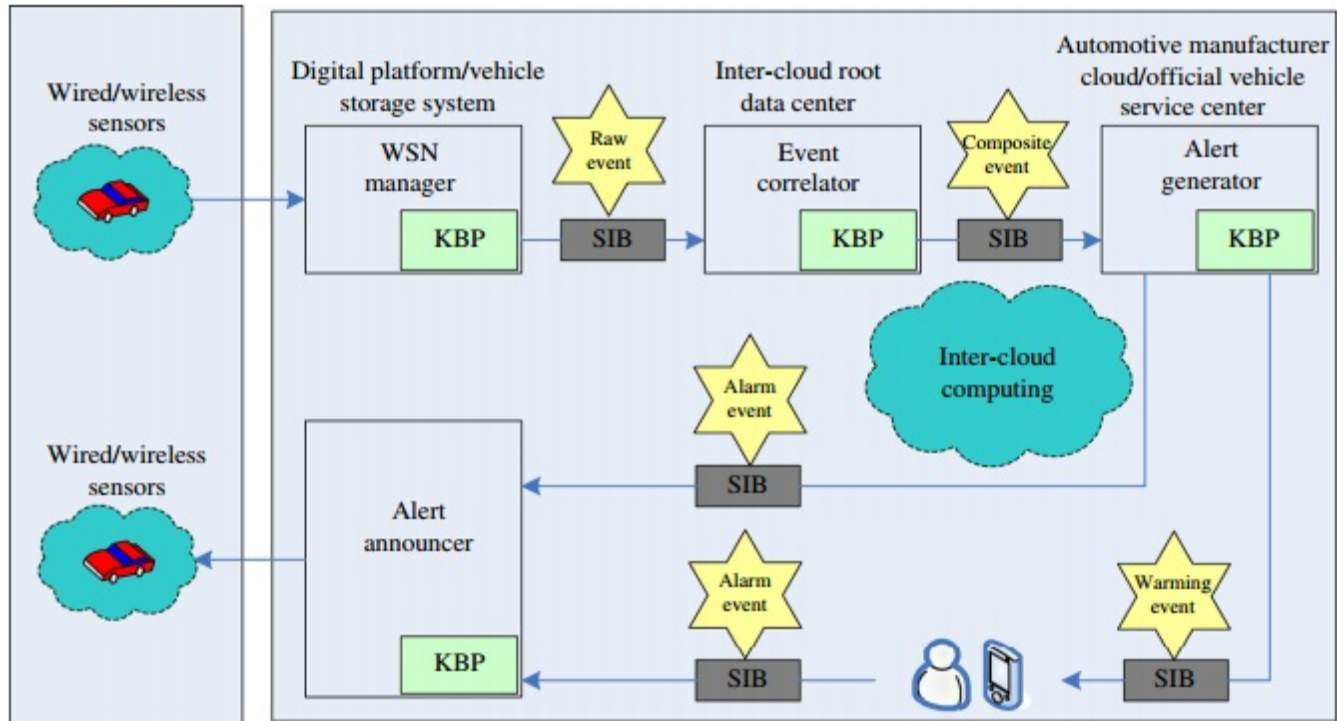 Wired/wireless
sensors
Digital platform/vehicle
storage system
WSN
manager
KBP
Raw
event
SIB
Inter-cloud root
data center
Event
correlator
KBP
Composite
event
SIB
Automotive manufacturer
cloud/official vehicle
service center
Alert
generator
KBP
Inter-cloud
computing
Alarm
event
SIB
Wired/wireless
sensors
Alert
announcer
KBP
Alarm
event
SIB
Warming
event
SIB